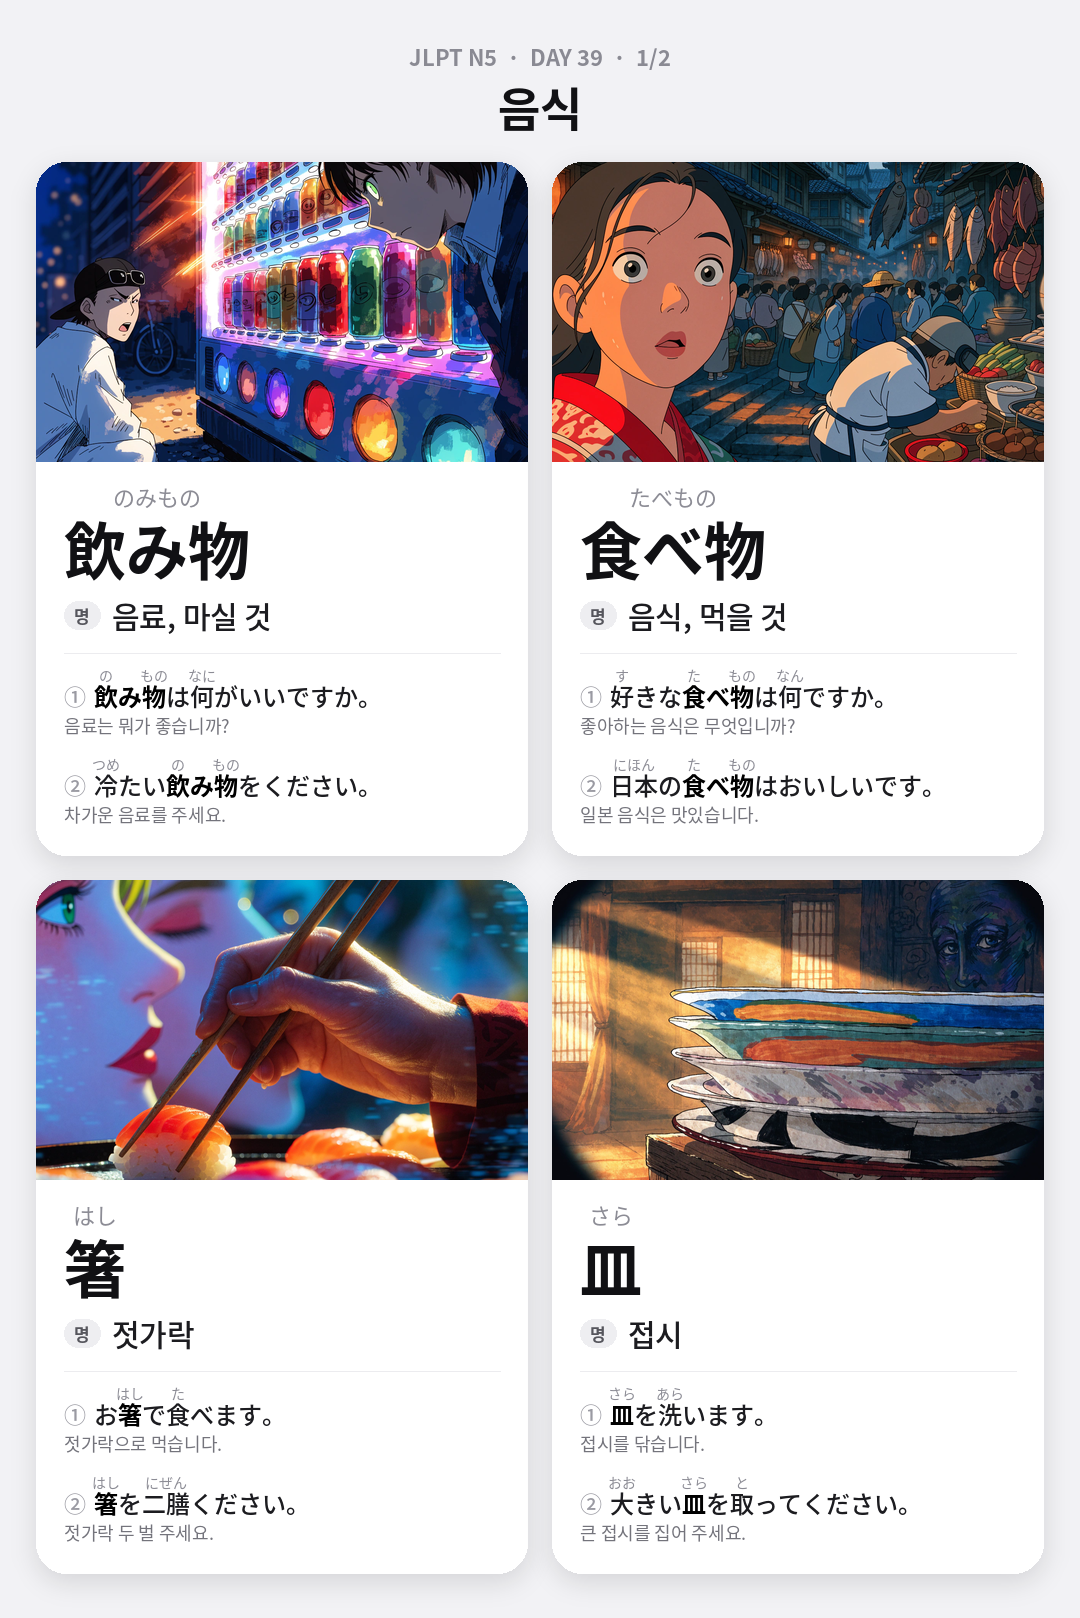 JLPT N5 · DAY 39 · 1/2
음식
のみもの
飲み物
명 음료, 마실 것
の もの なに
① 飲み物は何がいいですか。
음료는 뭐가 좋습니까?
つめ の もの
② 冷たい飲み物をください。
차가운 음료를 주세요.
たべもの
食べ物
명 음식, 먹을 것
す た もの なん
① 好きな食べ物は何ですか。
좋아하는 음식은 무엇입니까?
にほん た もの
② 日本の食べ物はおいしいです。
일본 음식은 맛있습니다.
はし
箸
명 젓가락
はし た
① お箸で食べます。
젓가락으로 먹습니다.
はし にぜん
② 箸を二膳ください。
젓가락 두 벌 주세요.
さら
皿
명 접시
さら あら
① 皿を洗います。
접시를 닦습니다.
おお さら と
② 大きい皿を取ってください。
큰 접시를 집어 주세요.